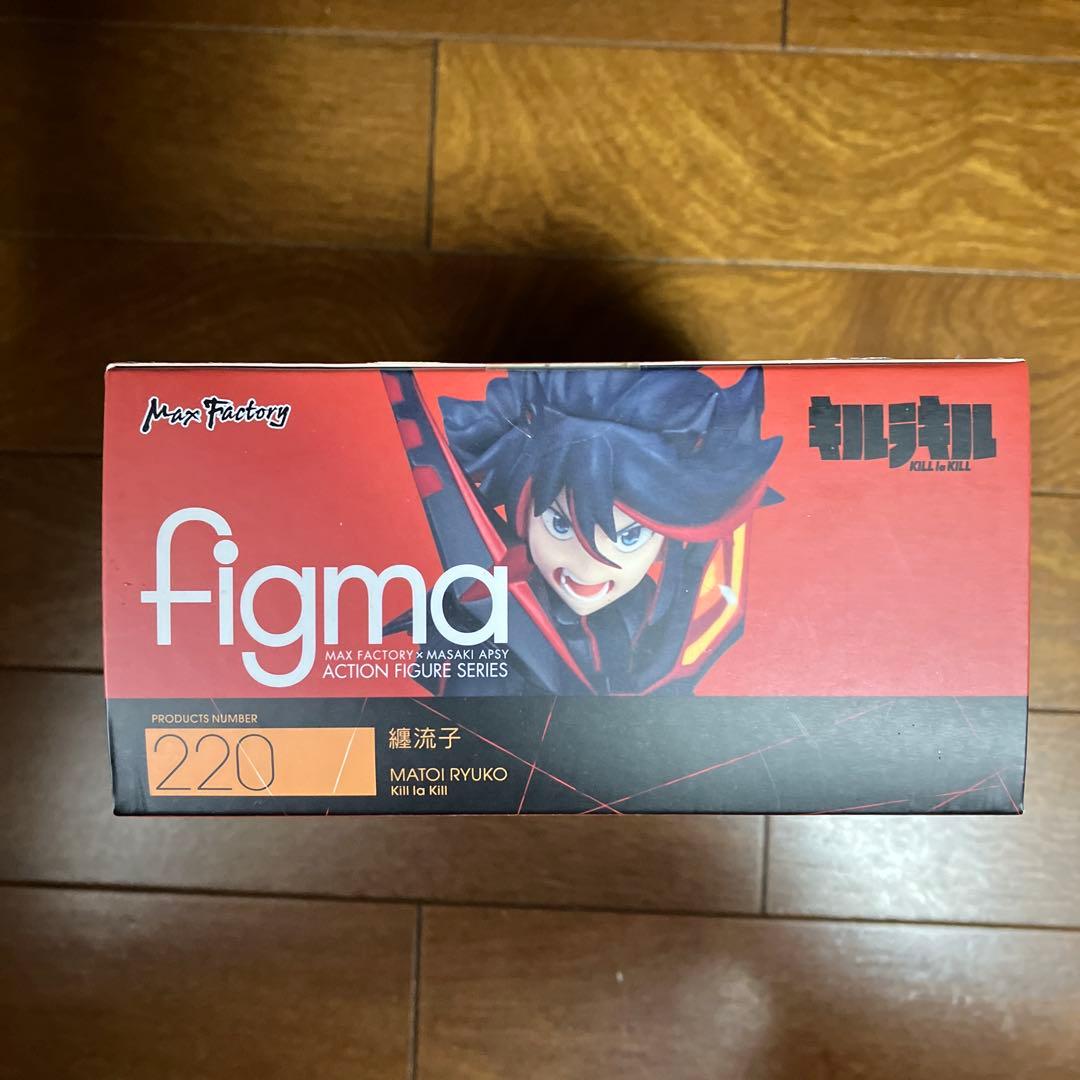 Max Factory
キルラキル
KILL la KILL
figma
MAX FACTORY × MASAKI APSY
ACTION FIGURE SERIES
PRODUCTS NUMBER
220
纏流子
MATOI RYUKO
Kill la Kill